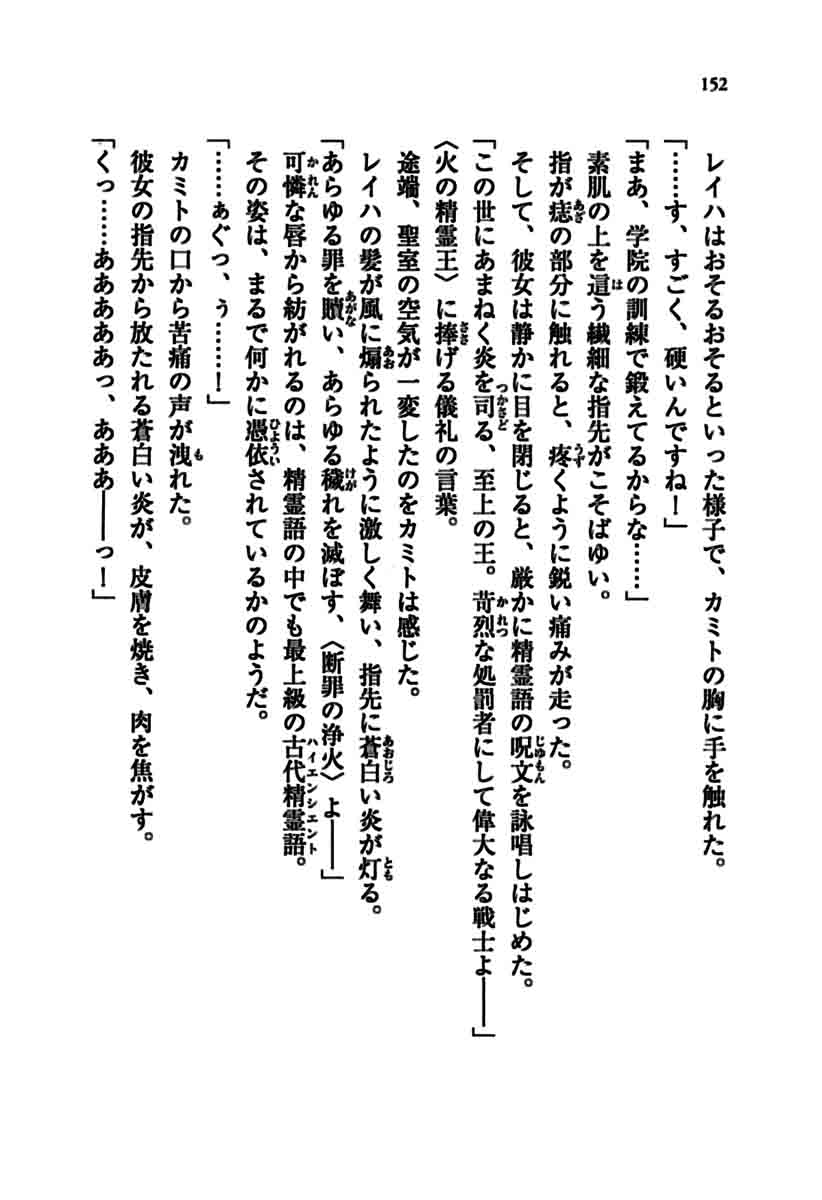 152
レイハはおそるおそるといった様子で、カミトの胸に手を触れた。
「……す、すごく、硬いんですね！」
「まあ、学院の訓練で鍛えてるからな……」
素肌の上を這う繊細な指先がこそばゆい。
指が痣の部分に触れると、疼くように鋭い痛みが走った。
そして、彼女は静かに目を閉じると、厳かに精霊語の呪文を詠唱しはじめた。
「この世にあまねく炎を司る、至上の王。苛烈な処罰者にして偉大なる戦士よ――」
〈火の精霊王〉に捧げる儀礼の言葉。
途端、聖室の空気が一変したのをカミトは感じた。
レイハの髪が風に煽られたように激しく舞い、指先に蒼白い炎が灯る。
「あらゆる罪を贖い、あらゆる穢れを滅ぼす、〈断罪の浄火〉よ――」
可憐な唇から紡がれるのは、精霊語の中でも最上級の古代精霊語。
その姿は、まるで何かに憑依されているかのようだ。
「……ぁぐっ、ぅ……！」
カミトの口から苦痛の声が洩れた。
彼女の指先から放たれる蒼白い炎が、皮膚を焼き、肉を焦がす。
「くっ……あああああっ、あああ――っ！」